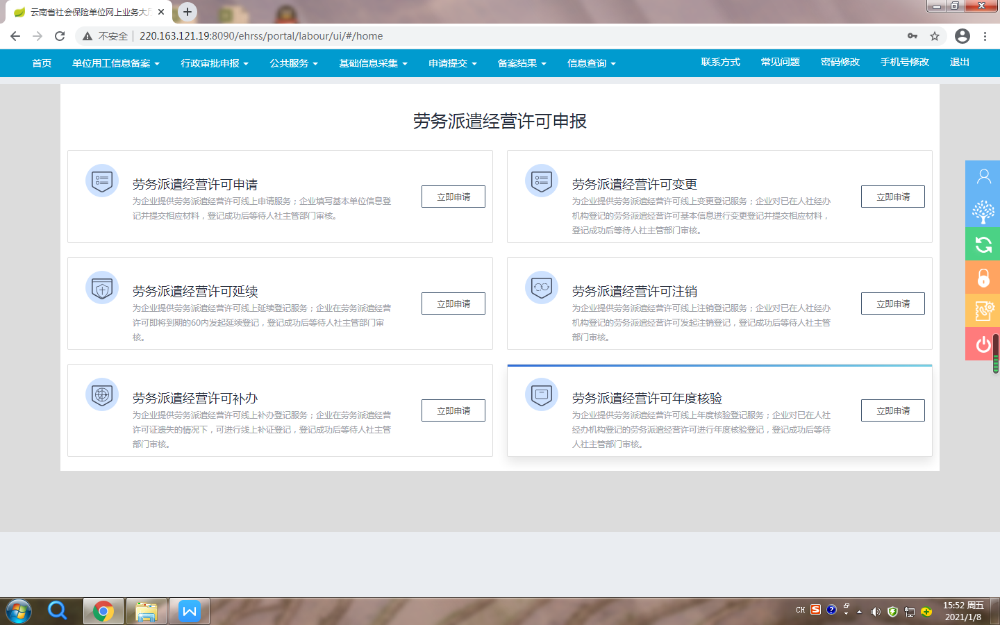 云南省社会保险单位网上业务大厅
不安全
220.163.121.19:8090/ehrss/portal/labour/ui/#/home
首页 单位用工信息备案 行政审批申报 公共服务 基础信息采集 申请提交 备案结果 信息查询 联系方式 常见问题 密码修改 手机号修改 退出
劳务派遣经营许可申报
劳务派遣经营许可申请
为企业提供劳务派遣经营许可线上申请服务；企业填写基本单位信息登
记并提交相应材料，登记成功后等待人社主管部门审核。
立即申请
劳务派遣经营许可变更
为企业提供劳务派遣经营许可线上变更登记服务；企业对已在人社经办
机构登记的劳务派遣经营许可基本信息进行变更登记并提交相应材料，
登记成功后等待人社主管部门审核。
立即申请
劳务派遣经营许可延续
为企业提供劳务派遣经营许可线上延续登记服务；企业在劳务派遣经营
许可即将到期的60内发起延续登记，登记成功后等待人社主管部门审
核。
立即申请
劳务派遣经营许可注销
为企业提供劳务派遣经营许可线上注销登记服务；企业对已在人社经办
机构登记的劳务派遣经营许可发起注销登记，登记成功后等待人社主管
部门审核。
立即申请
劳务派遣经营许可补办
为企业提供劳务派遣经营许可线上补办登记服务；企业在劳务派遣经营
许可证遗失的情况下，可进行线上补证登记，登记成功后等待人社主管
部门审核。
立即申请
劳务派遣经营许可年度核验
为企业提供劳务派遣经营许可线上年度核验登记服务；企业对已在人社
经办机构登记的劳务派遣经营许可进行年度核验登记，登记成功后等待
人社主管部门审核。
立即申请
CH
15:52 周五
2021/1/8